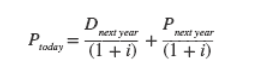 P_today = D_next year / (1 + i) + P_next year / (1 + i)